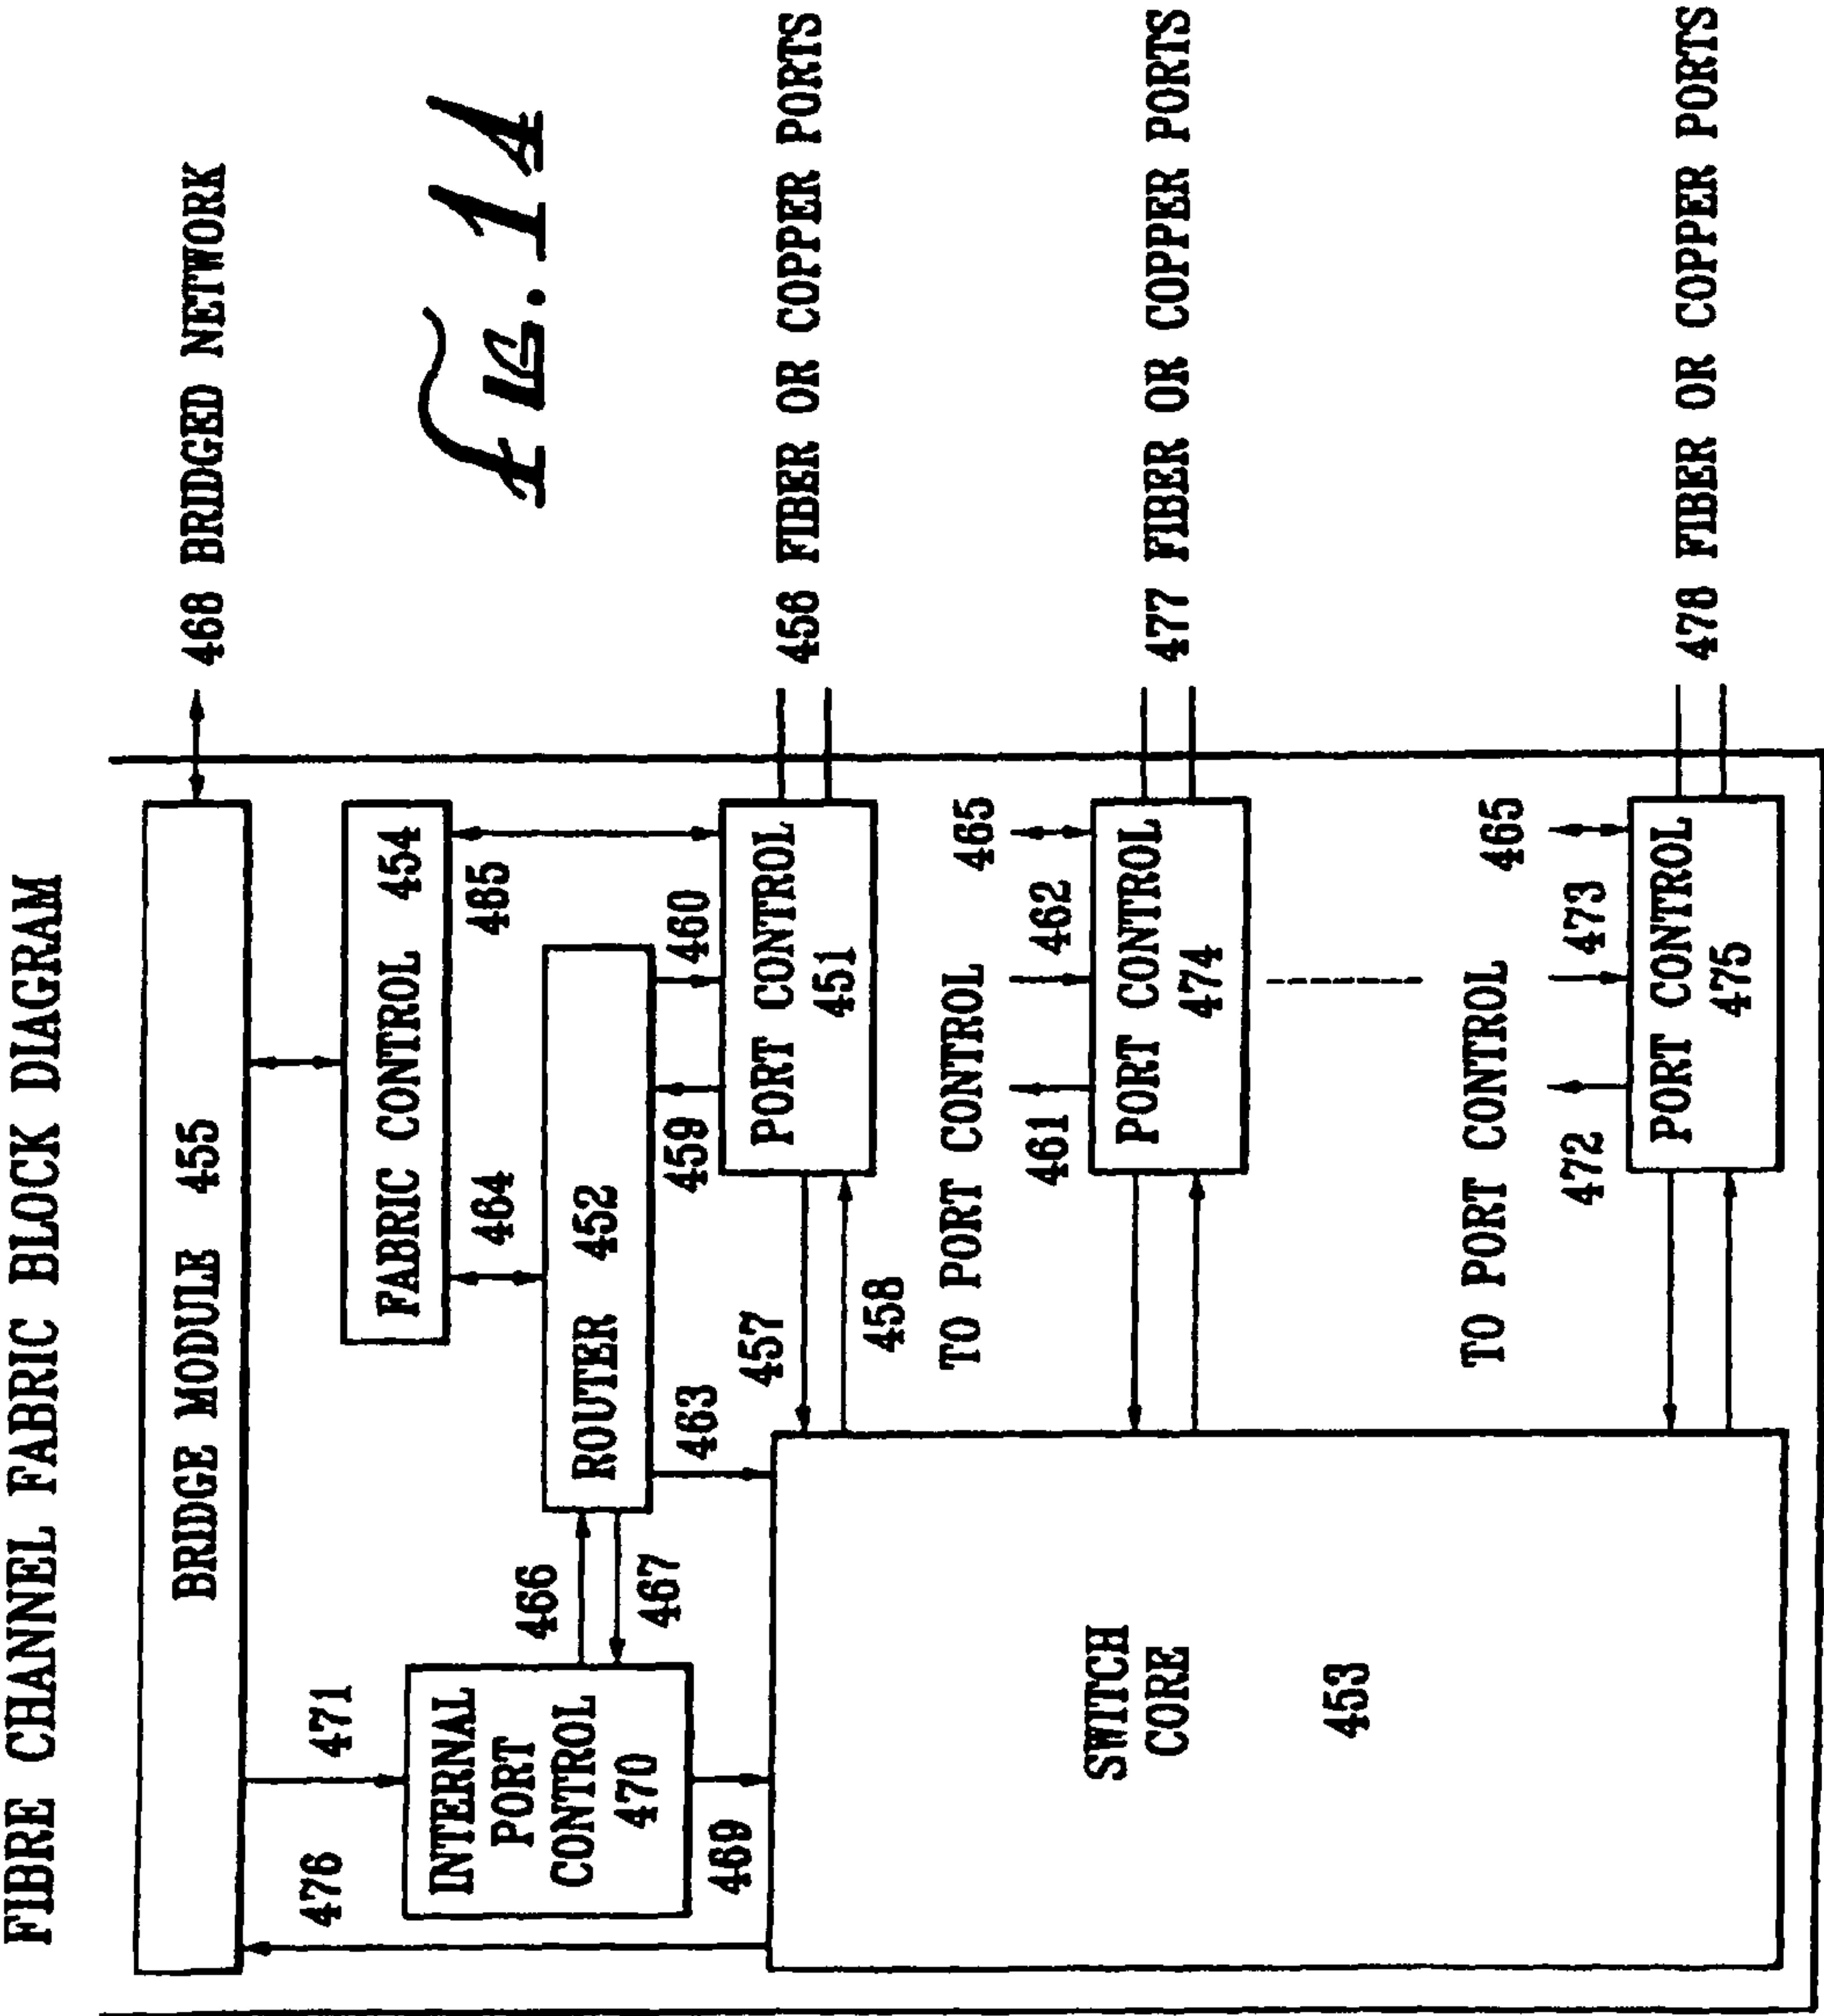 FIBRE CHANNEL FABRIC BLOCK DIAGRAM
BRIDGE MODULE 455
468 BRIDGED NETWORK
476
471
FABRIC CONTROL 454
Fig. 14
INTERNAL
PORT
CONTROL
470
464
465
466
467
ROUTER 452
469
463
459
460
PORT CONTROL
451
456 FIBER OR COPPER PORTS
457
458
TO PORT CONTROL
465
461
462
PORT CONTROL
474
477 FIBER OR COPPER PORTS
SWITCH
CORE
453
TO PORT CONTROL
465
472
473
PORT CONTROL
475
478 FIBER OR COPPER PORTS